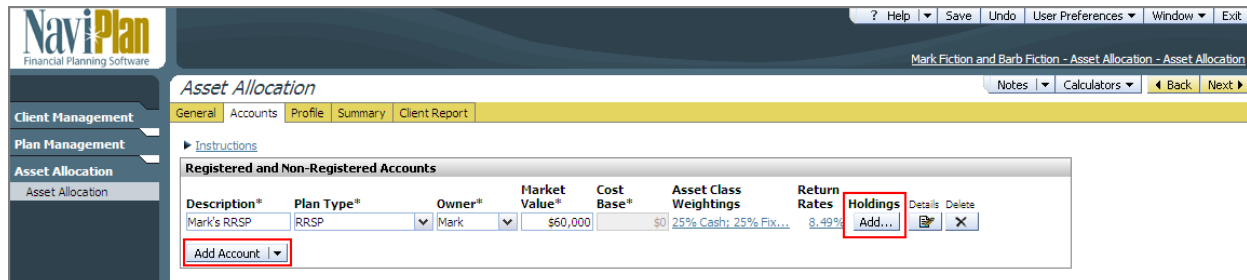 NaviPlan
Financial Planning Software
? Help Save Undo User Preferences Window Exit
Mark Fiction and Barb Fiction - Asset Allocation - Asset Allocation
Asset Allocation
Notes Calculators Back Next
General Accounts Profile Summary Client Report
Client Management
Plan Management
Asset Allocation
Asset Allocation
Instructions
Registered and Non-Registered Accounts
Description* Plan Type* Owner* Market Value* Cost Base* Asset Class Weightings Return Rates Holdings Details Delete
Mark's RRSP RRSP Mark $60,000 $0 25% Cash; 25% Fix... 8.49% Add...
Add Account